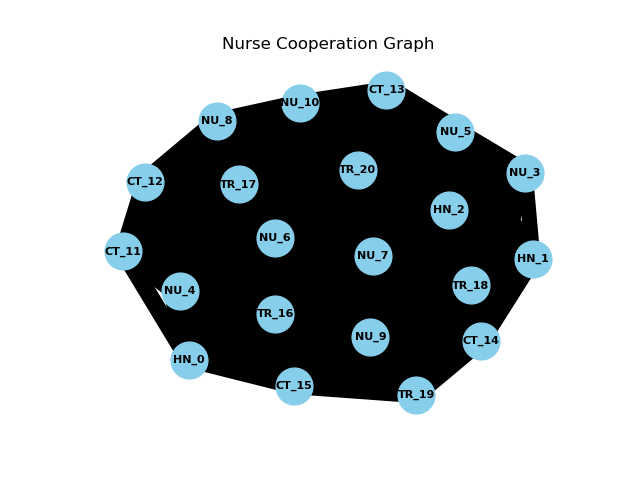 Nurse Cooperation Graph
CT_13
NU_10
NU_8
NU_5
TR_20
NU_3
CT_12
TR_17
HN_2
NU_6
CT_11
NU_7
HN_1
TR_18
NU_4
TR_16
NU_9
CT_14
HN_0
CT_15
TR_19